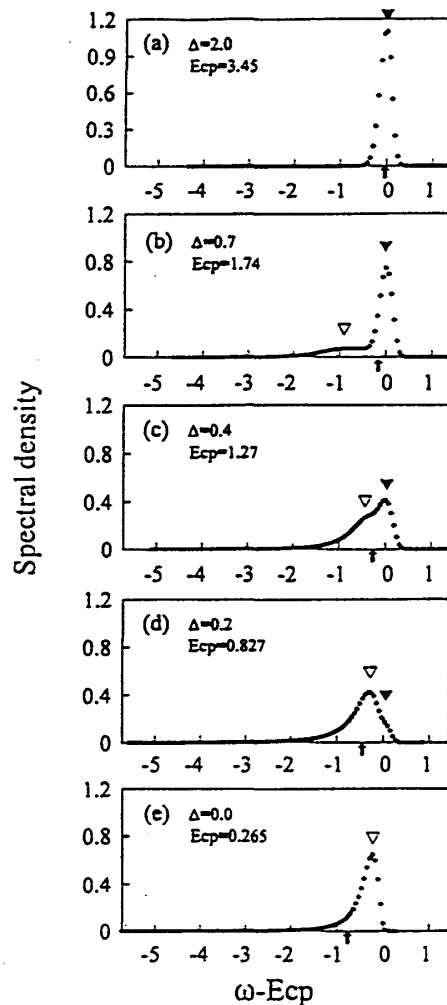 1.2
(a) Δ=2.0
0.9
Ecp=3.45
0.6
0.3
0
-5 -4 -3 -2 -1 0 1
1.2
(b) Δ=0.7
Ecp=1.74
0.8
0.4
0
-5 -4 -3 -2 -1 0 1
1.2
(c) Δ=0.4
Ecp=1.27
0.8
0.4
0
-5 -4 -3 -2 -1 0 1
1.2
(d) Δ=0.2
Ecp=0.827
0.8
0.4
0
-5 -4 -3 -2 -1 0 1
1.2
(e) Δ=0.0
Ecp=0.265
0.8
0.4
0
-5 -4 -3 -2 -1 0 1
ω-Ecp
Spectral density